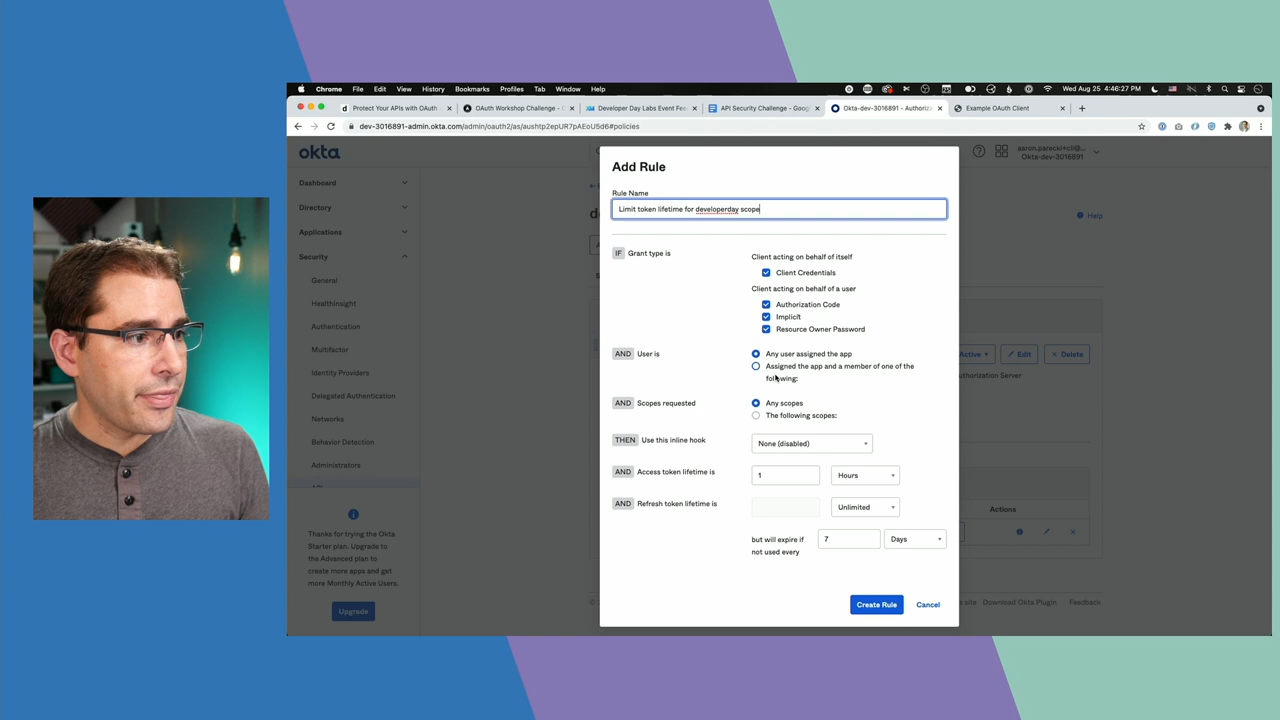 Chrome File Edit View History Bookmarks Profiles Tab Window Help Wed Aug 25 4:46:27 PM
Protect Your APIs with OAuth OAuth Workshop Challenge - Developer Day Labs Event Fee API Security Challenge - Goog Okta-dev-3016891 - Authoriza Example OAuth Client
dev-3016891-admin.okta.com/admin/oauth2/as/aushtp2epUR7pAEoU5d6#policies
okta
aaron.parecki+cli@...
Okta-dev-3016891
Dashboard
Directory
Applications
Security
General
HealthInsight
Authentication
Multifactor
Identity Providers
Delegated Authentication
Networks
Behavior Detection
Administrators
Thanks for trying the Okta
Starter plan. Upgrade to
the Advanced plan to
create more apps and get
more Monthly Active Users.
Upgrade
Help
Active Edit Delete
uthorization Server
Actions
s site Download Okta Plugin Feedback
Add Rule
Rule Name
Limit token lifetime for developerday scope
IF Grant type is
Client acting on behalf of itself
Client Credentials
Client acting on behalf of a user
Authorization Code
Implicit
Resource Owner Password
AND User is
Any user assigned the app
Assigned the app and a member of one of the
following:
AND Scopes requested
Any scopes
The following scopes:
THEN Use this inline hook
None (disabled)
AND Access token lifetime is
1 Hours
AND Refresh token lifetime is
Unlimited
but will expire if
not used every
7 Days
Create Rule Cancel